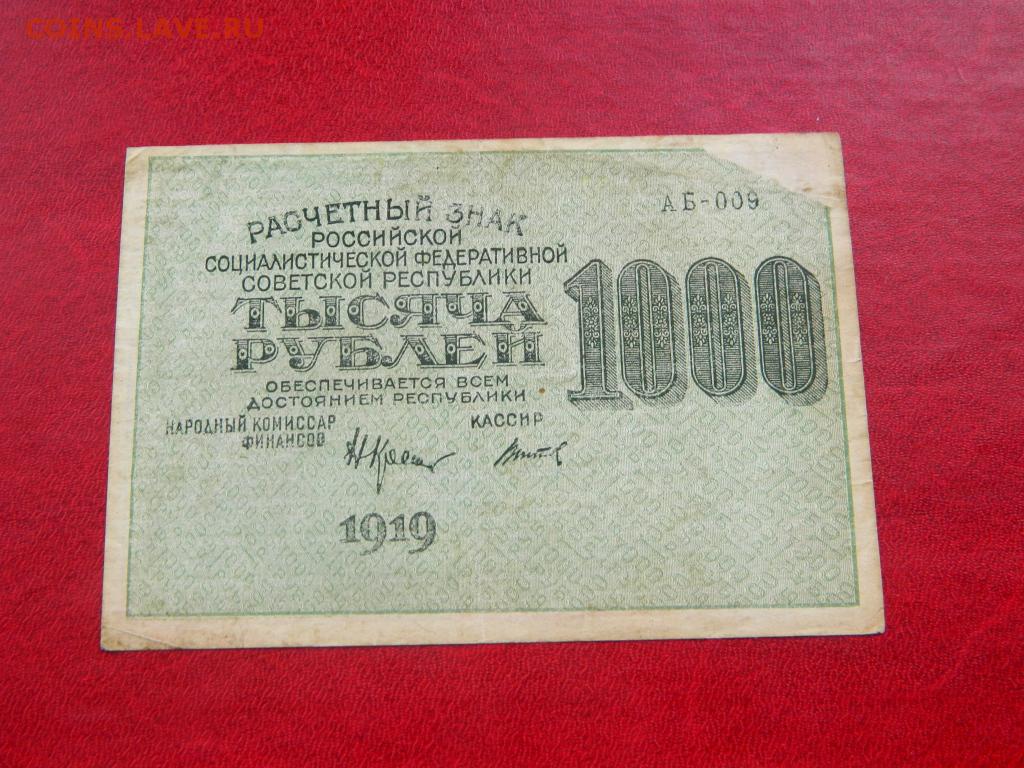 COINS.LAVE.RU
АБ-009
РАСЧЕТНЫЙ ЗНАК
РОССИЙСКОЙ
СОЦИАЛИСТИЧЕСКОЙ ФЕДЕРАТИВНОЙ
СОВЕТСКОЙ РЕСПУБЛИКИ
ТЫСЯЧА
РУБЛЕЙ
1000
ОБЕСПЕЧИВАЕТСЯ ВСЕМ
ДОСТОЯНИЕМ РЕСПУБЛИКИ
НАРОДНЫЙ КОМИССАР
ФИНАНСОВ
КАССИР
1919